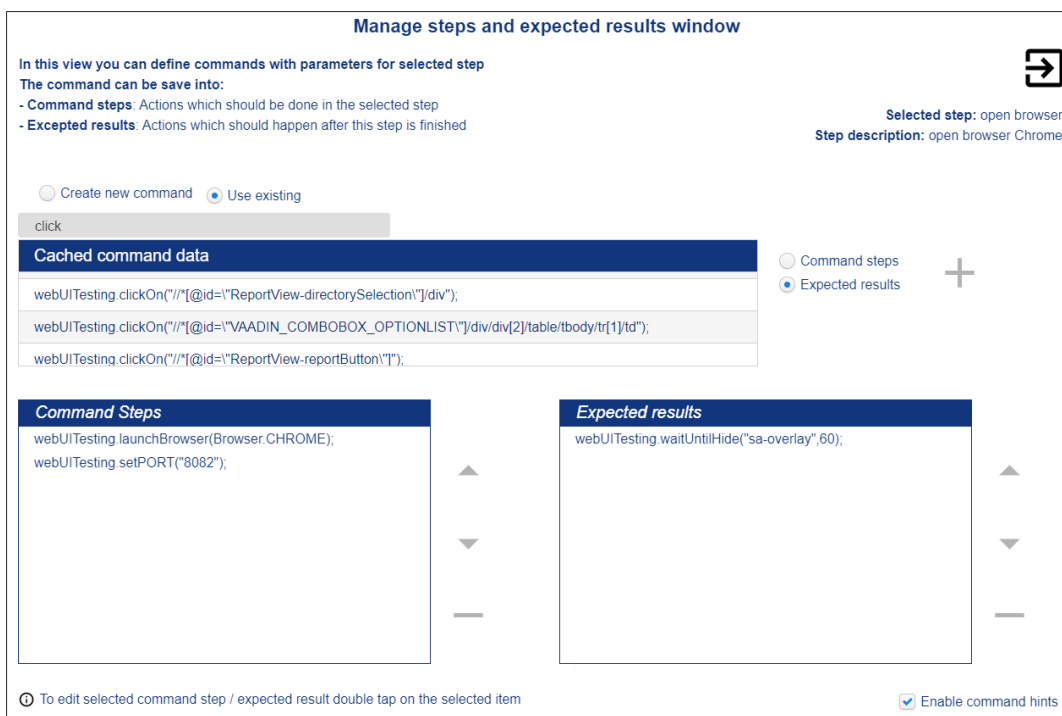 Manage steps and expected results window
In this view you can define commands with parameters for selected step
The command can be save into:
- Command steps: Actions which should be done in the selected step
- Excepted results: Actions which should happen after this step is finished
Selected step: open browser
Step description: open browser Chrome
Create new command Use existing
click
Cached command data
webUITesting.clickOn("//*[@id=\"ReportView-directorySelection\"]/div");
webUITesting.clickOn("//*[@id=\"VAADIN_COMBOBOX_OPTIONLIST\"]/div/div[2]/table/tbody/tr[1]/td");
webUITesting.clickOn("//*[@id=\"ReportView-reportButton\"]");
Command steps
Expected results
Command Steps
webUITesting.launchBrowser(Browser.CHROME);
webUITesting.setPORT("8082");
Expected results
webUITesting.waitUntilHide("sa-overlay",60);
To edit selected command step / expected result double tap on the selected item
Enable command hints